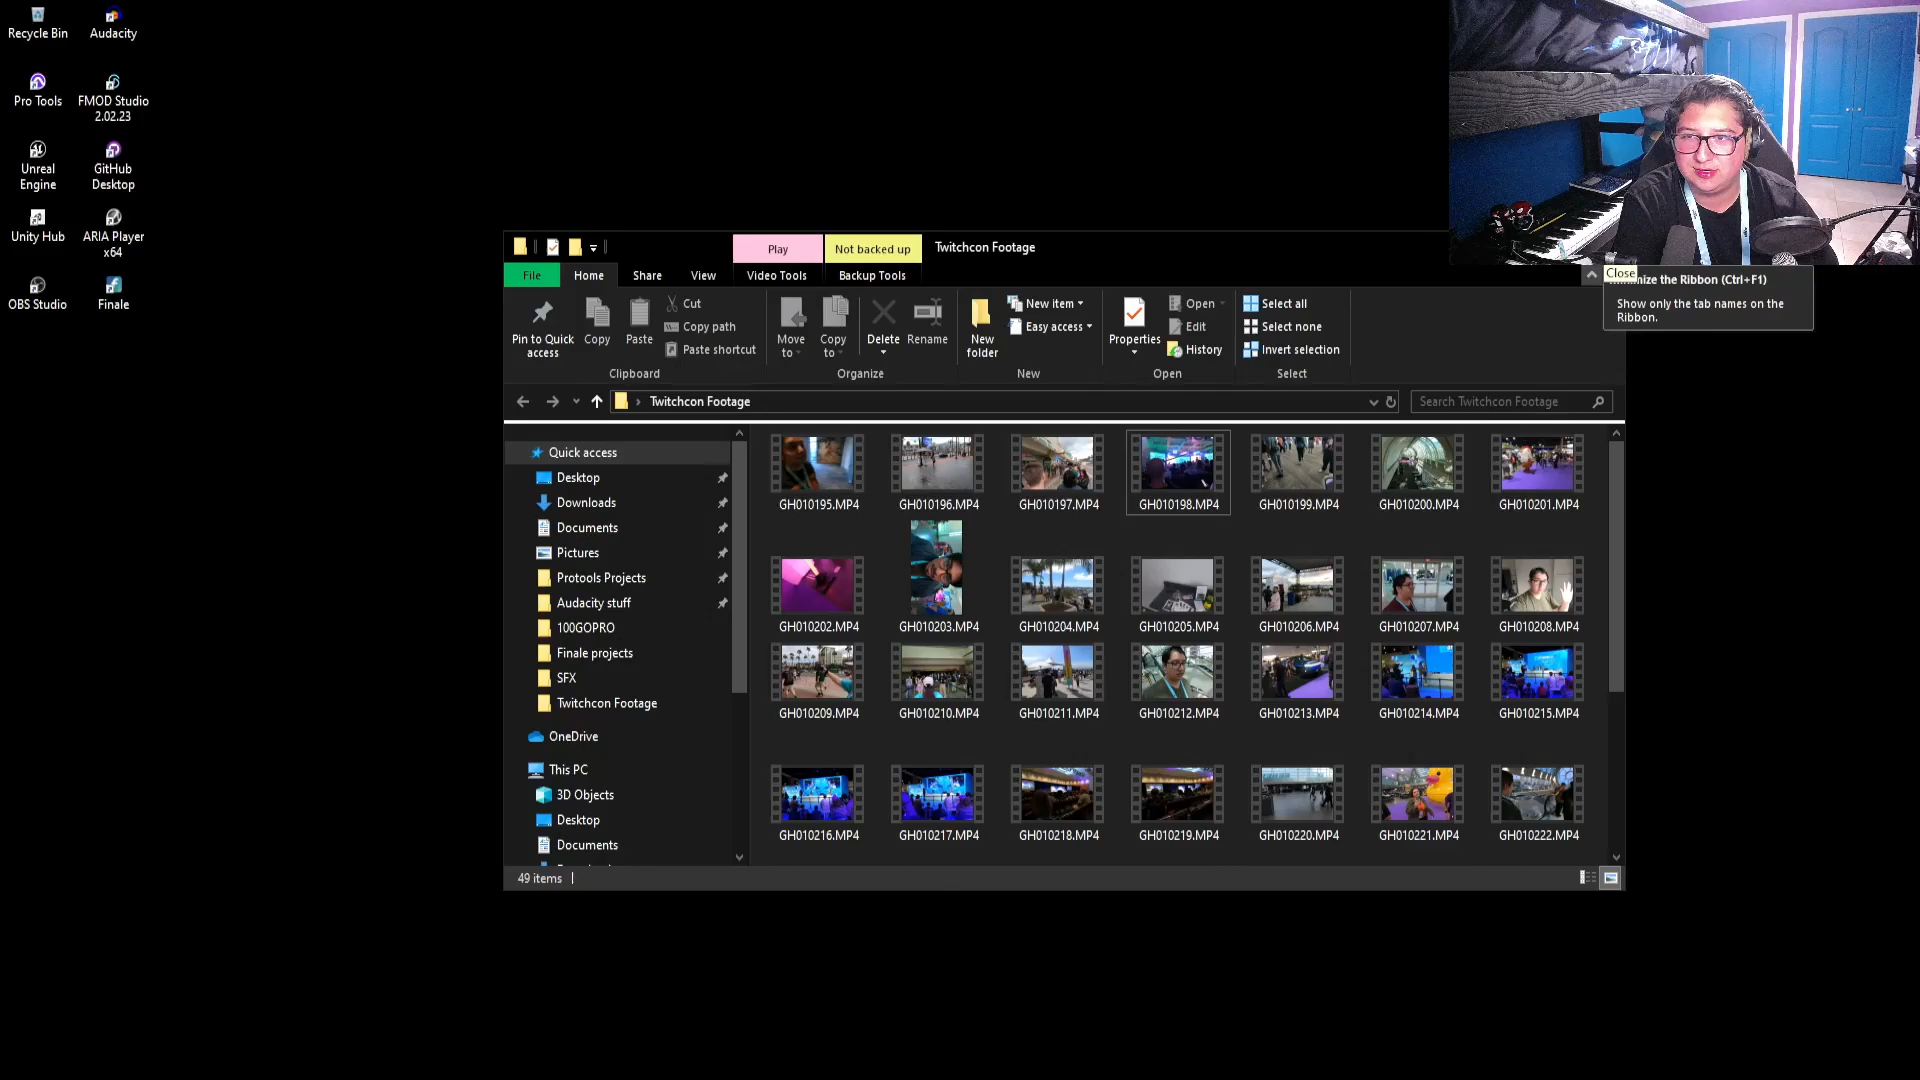 Recycle Bin
Audacity
Pro Tools
FMOD Studio
2.02.23
Unreal
Engine
GitHub
Desktop
Unity Hub
ARIA Player
x64
OBS Studio
Finale
Play
Not backed up
Twitchcon Footage
File
Home
Share
View
Video Tools
Backup Tools
Close
the Ribbon (Ctrl+F1)
Show only the tab names on the
Ribbon.
Pin to Quick
access
Copy
Paste
Cut
Copy path
Paste shortcut
Clipboard
Move
to
Copy
to
Delete
Rename
Organize
New
folder
New item
Easy access
New
Properties
Open
Edit
History
Open
Select all
Select none
Invert selection
Select
Twitchcon Footage
Search Twitchcon Footage
Quick access
Desktop
Downloads
Documents
Pictures
Protools Projects
Audacity stuff
100GOPRO
Finale projects
SFX
Twitchcon Footage
OneDrive
This PC
3D Objects
Desktop
Documents
GH010195.MP4
GH010196.MP4
GH010197.MP4
GH010198.MP4
GH010199.MP4
GH010200.MP4
GH010201.MP4
GH010202.MP4
GH010203.MP4
GH010204.MP4
GH010205.MP4
GH010206.MP4
GH010207.MP4
GH010208.MP4
GH010209.MP4
GH010210.MP4
GH010211.MP4
GH010212.MP4
GH010213.MP4
GH010214.MP4
GH010215.MP4
GH010216.MP4
GH010217.MP4
GH010218.MP4
GH010219.MP4
GH010220.MP4
GH010221.MP4
GH010222.MP4
49 items